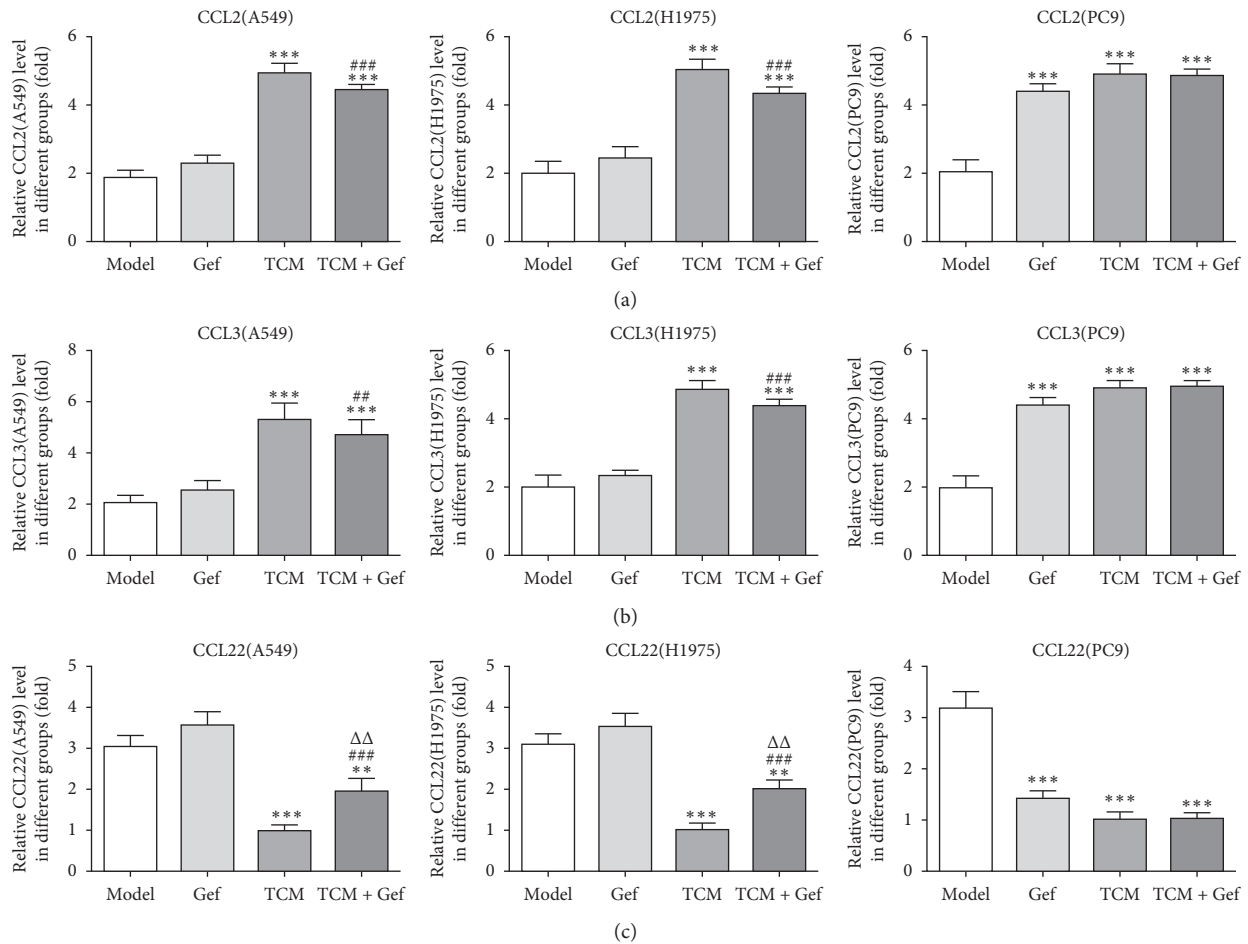 CCL2(A549)
Relative CCL2(A549) level
in different groups (fold)
6
4
2
0
***
###
***
Model Gef TCM TCM + Gef
CCL2(H1975)
Relative CCL2(H1975) level
in different groups (fold)
6
4
2
0
***
###
***
Model Gef TCM TCM + Gef
CCL2(PC9)
Relative CCL2(PC9) level
in different groups (fold)
6
4
2
0
***
***
***
Model Gef TCM TCM + Gef
(a)
CCL3(A549)
Relative CCL3(A549) level
in different groups (fold)
8
6
4
2
0
***
##
***
Model Gef TCM TCM + Gef
CCL3(H1975)
Relative CCL3(H1975) level
in different groups (fold)
6
4
2
0
***
###
***
Model Gef TCM TCM + Gef
CCL3(PC9)
Relative CCL3(PC9) level
in different groups (fold)
6
4
2
0
***
***
***
Model Gef TCM TCM + Gef
(b)
CCL22(A549)
Relative CCL22(A549) level
in different groups (fold)
5
4
3
2
1
0
***
ΔΔ
###
**
Model Gef TCM TCM + Gef
CCL22(H1975)
Relative CCL22(H1975) level
in different groups (fold)
5
4
3
2
1
0
***
ΔΔ
###
**
Model Gef TCM TCM + Gef
CCL22(PC9)
Relative CCL22(PC9) level
in different groups (fold)
4
3
2
1
0
***
***
***
Model Gef TCM TCM + Gef
(c)